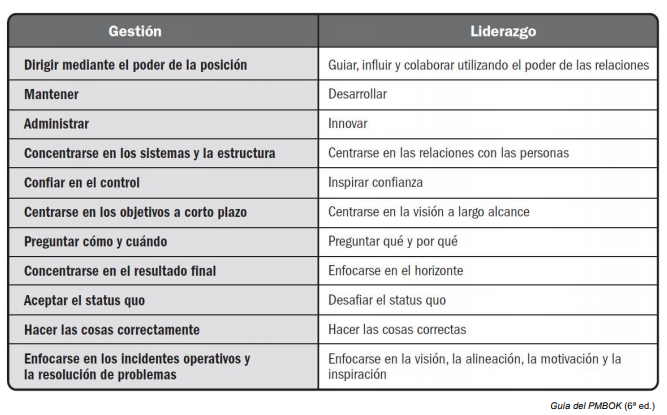 Gestión Liderazgo
Dirigir mediante el poder de la posición Guiar, influir y colaborar utilizando el poder de las relaciones
Mantener Desarrollar
Administrar Innovar
Concentrarse en los sistemas y la estructura Centrarse en las relaciones con las personas
Confiar en el control Inspirar confianza
Centrarse en los objetivos a corto plazo Centrarse en la visión a largo alcance
Preguntar cómo y cuándo Preguntar qué y por qué
Concentrarse en el resultado final Enfocarse en el horizonte
Aceptar el status quo Desafiar el status quo
Hacer las cosas correctamente Hacer las cosas correctas
Enfocarse en los incidentes operativos y Enfocarse en la visión, la alineación, la motivación y la
la resolución de problemas inspiración
Guía del PMBOK (6ª ed.)